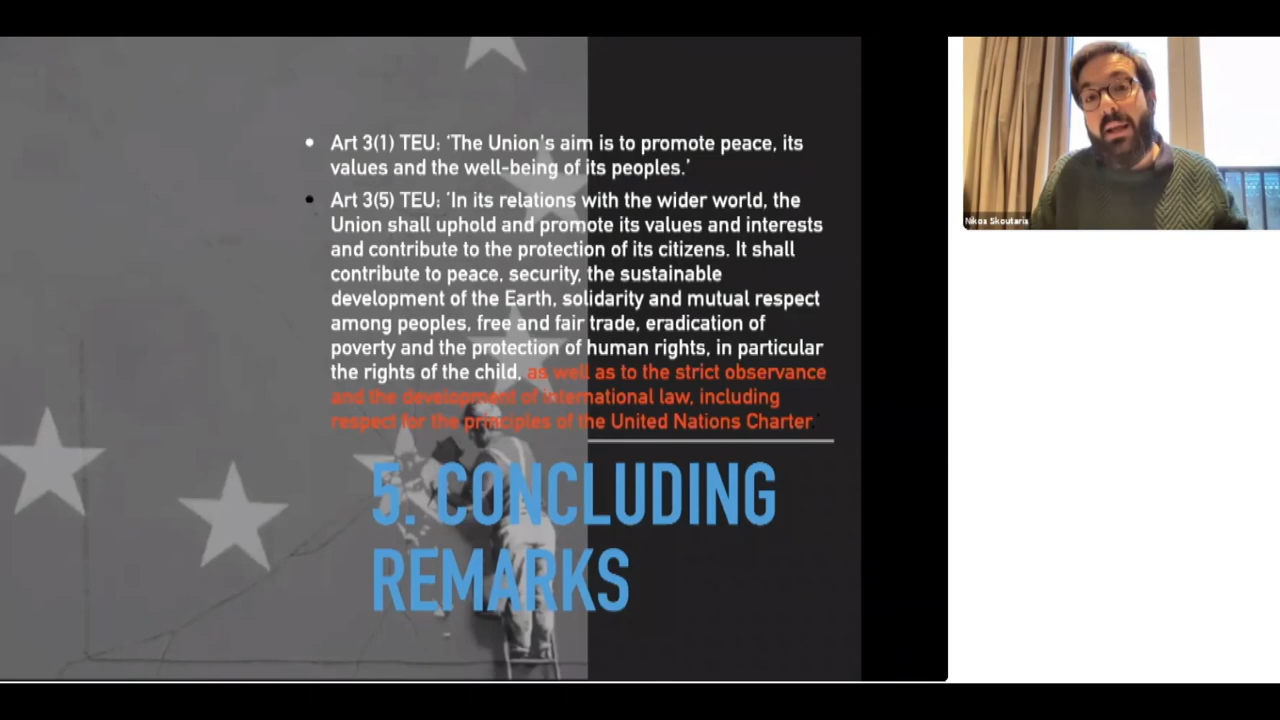 • Art 3(1) TEU: 'The Union's aim is to promote peace, its
values and the well-being of its peoples.'
• Art 3(5) TEU: 'In its relations with the wider world, the
Union shall uphold and promote its values and interests
and contribute to the protection of its citizens. It shall
contribute to peace, security, the sustainable
development of the Earth, solidarity and mutual respect
among peoples, free and fair trade, eradication of
poverty and the protection of human rights, in particular
the rights of the child, as well as to the strict observance
and the development of international law, including
respect for the principles of the United Nations Charter.'
5. CONCLUDING
REMARKS
Nikos Skoutaris